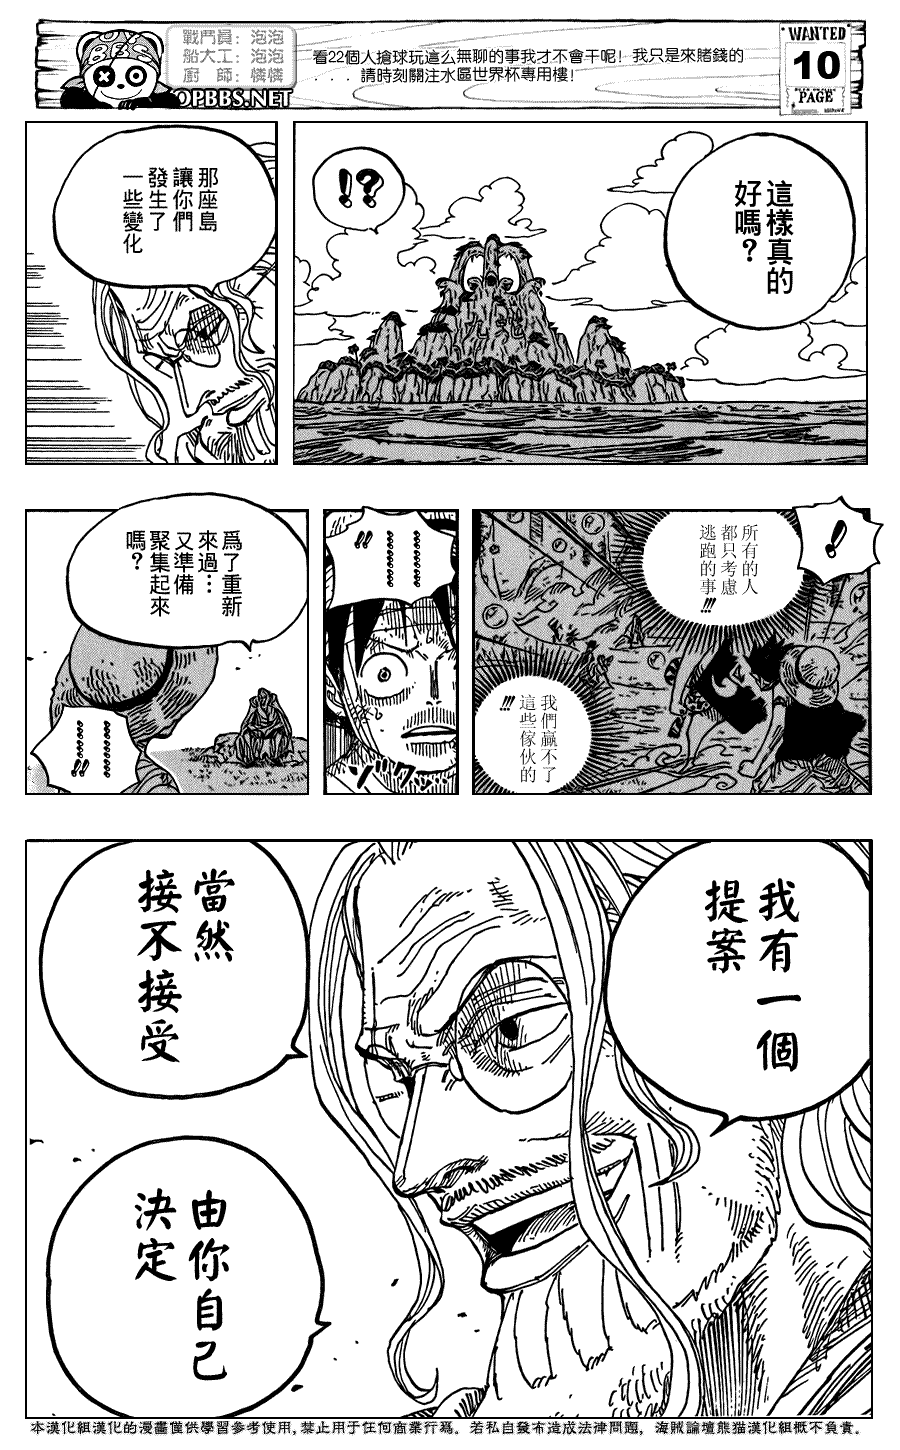 戰鬥員：泡泡
船大工：泡泡
廚　師：憐憐
OPBBS.NET
看22個人搶球玩這么無聊的事我才不會干呢！我只是來賭錢的
．．．．請時刻關注水區世界杯專用樓！
WANTED
10
PAGE
這樣真的
好嗎？
！？
那座島
讓你們
發生了
一些變化
！
所有的人
都只考慮
逃跑的事
!!!
我們贏不了
這些傢伙的
!!!
………………
………………!!
ゾクッ
爲了重新
來過…
又準備
聚集起來
嗎？
………………
………………!!
我有一個
提案
當然
接不接受
由你自己
決定
本漢化組漢化的漫畫僅供學習參考使用，禁止用于任何商業行爲。若私自發布造成法律問題，海賊論壇熊猫漢化組概不負責。